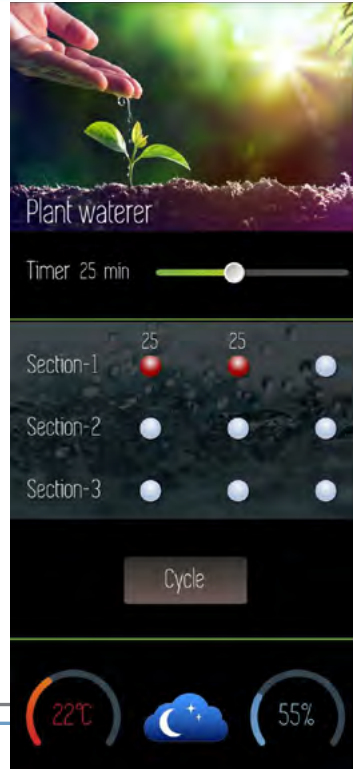 Plant waterer
Timer 25 min
25 25
Section-1
Section-2
Section-3
Cycle
22°C 55%